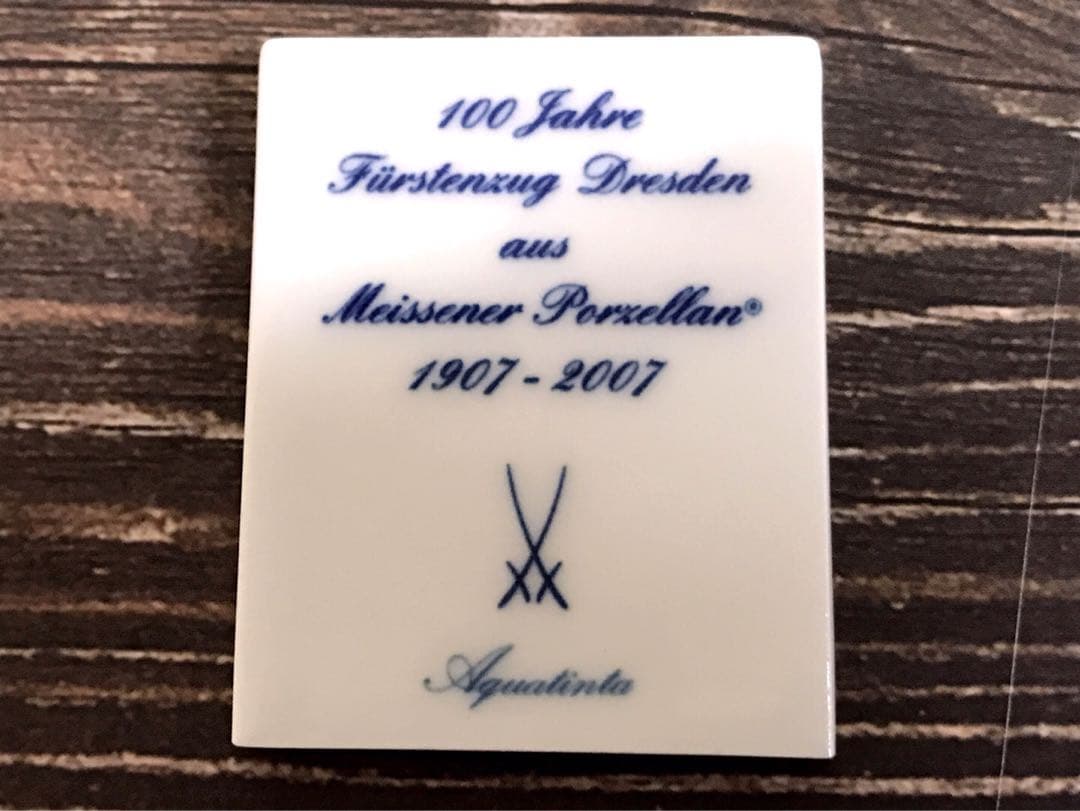 100 Jahre
Fürstenzug Dresden
aus
Meissener Porzellan®
1907 - 2007
Aquatinta